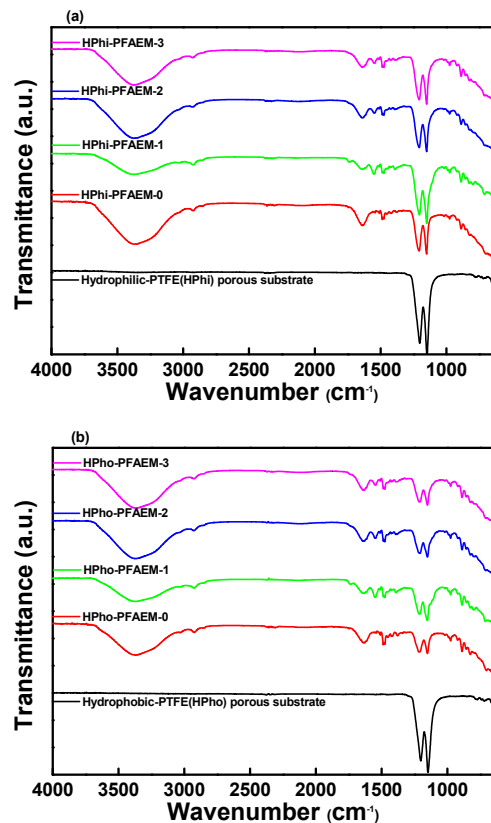 (a)
HPhi-PFAEM-3
HPhi-PFAEM-2
HPhi-PFAEM-1
HPhi-PFAEM-0
Hydrophilic-PTFE(HPhi) porous substrate
Transmittance (a.u.)
4000 3500 3000 2500 2000 1500 1000
Wavenumber (cm-1)
(b)
HPho-PFAEM-3
HPho-PFAEM-2
HPho-PFAEM-1
HPho-PFAEM-0
Hydrophobic-PTFE(HPho) porous substrate
Transmittance (a.u.)
4000 3500 3000 2500 2000 1500 1000
Wavenumber (cm-1)